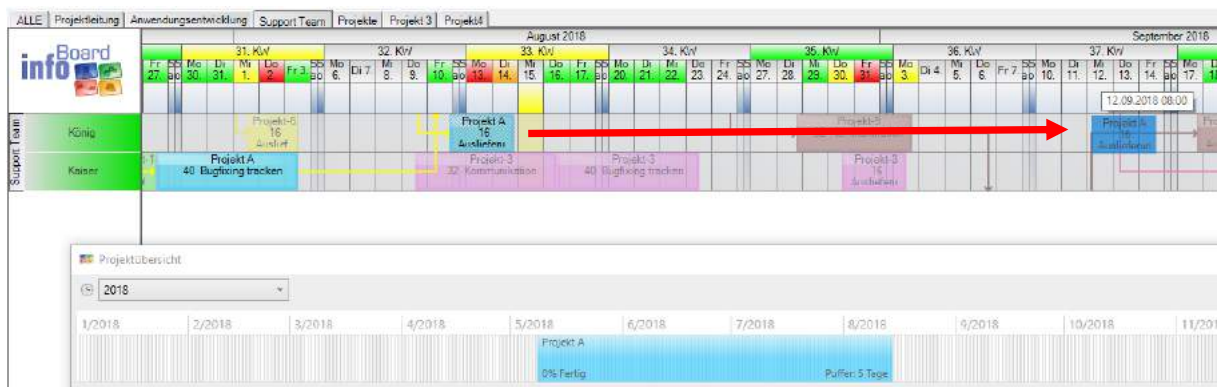 ALLE Projektleitung Anwendungsentwicklung Support Team Projekte Projekt 3 Projekt4
August 2018 September 2018
31. KW 32. KW 33. KW 34. KW 35. KW 36. KW 37. KW
Fr Mo Di Mi Do Fr 3. Mo Di 7 Mi Do Fr Mo Di Mi Do Fr Mo Di Mi Do Fr Mo Di Mi Do Fr Mo Di 4 Mi Do Fr 7. Mo Di Mi Do Fr Mo
27. 30. 31. 1. 2. 6. 8. 9. 10. 13. 14. 15. 16. 17. 20. 21. 22. 23. 24. 27. 28. 29. 30. 31. 3. 5. 6. 10. 11. 12. 13. 14. 17. 18
infoBoard
12.09.2018 08:00
Support Team
König
Projekt-6
16
Auslief.
Projekt A
16
Ausliefern
Projekt-3
Projekt A
16
Ausliefern
Kaiser
Projekt A
40 Bugfixing tracken
Projekt-3
32 Kommunikation
Projekt-3
40 Bugfixing tracken
Projekt-3
16
Ausliefern
Projektübersicht
2018
1/2018 2/2018 3/2018 4/2018 5/2018 6/2018 7/2018 8/2018 9/2018 10/2018 11/201
Projekt A
0% Fertig Puffer: 5 Tage